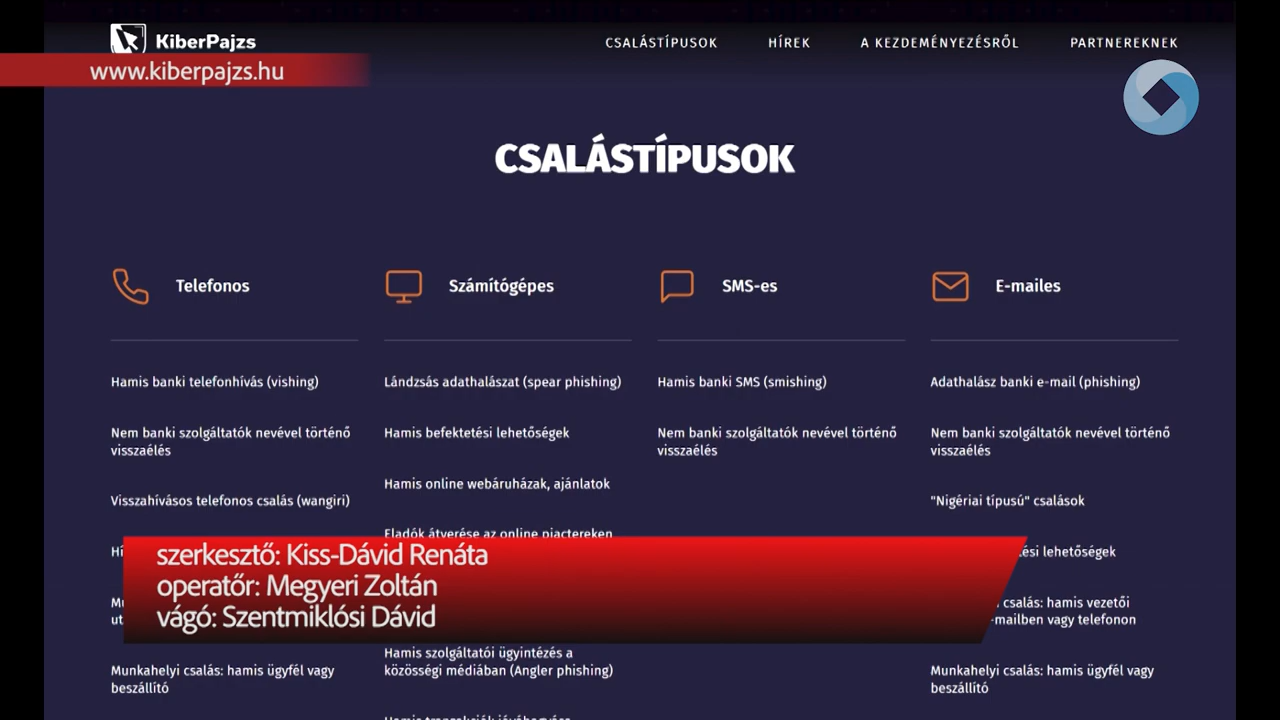 KiberPajzs
CSALÁSTÍPUSOK
HÍREK
A KEZDEMÉNYEZÉSRŐL
PARTNEREKNEK
www.kiberpajzs.hu
CSALÁSTÍPUSOK
Telefonos
Hamis banki telefonhívás (vishing)
Nem banki szolgáltatók nevével történő
visszaélés
Visszahívásos telefonos csalás (wangiri)
Munkahelyi csalás: hamis ügyfél vagy
beszállító
Számítógépes
Lándzsás adathalászat (spear phishing)
Hamis befektetési lehetőségek
Hamis online webáruházak, ajánlatok
Eladók átverése az online piactereken
Hamis szolgáltatói ügyintézés a
közösségi médiában (Angler phishing)
Hamis tranzakciók jóváhagyása
SMS-es
Hamis banki SMS (smishing)
Nem banki szolgáltatók nevével történő
visszaélés
E-mailes
Adathalász banki e-mail (phishing)
Nem banki szolgáltatók nevével történő
visszaélés
"Nigériai típusú" csalások
lehetőségek
csalás: hamis vezetői
vagy telefonon
Munkahelyi csalás: hamis ügyfél vagy
beszállító
szerkesztő: Kiss-Dávid Renáta
operatőr: Megyeri Zoltán
vágó: Szentmiklósi Dávid